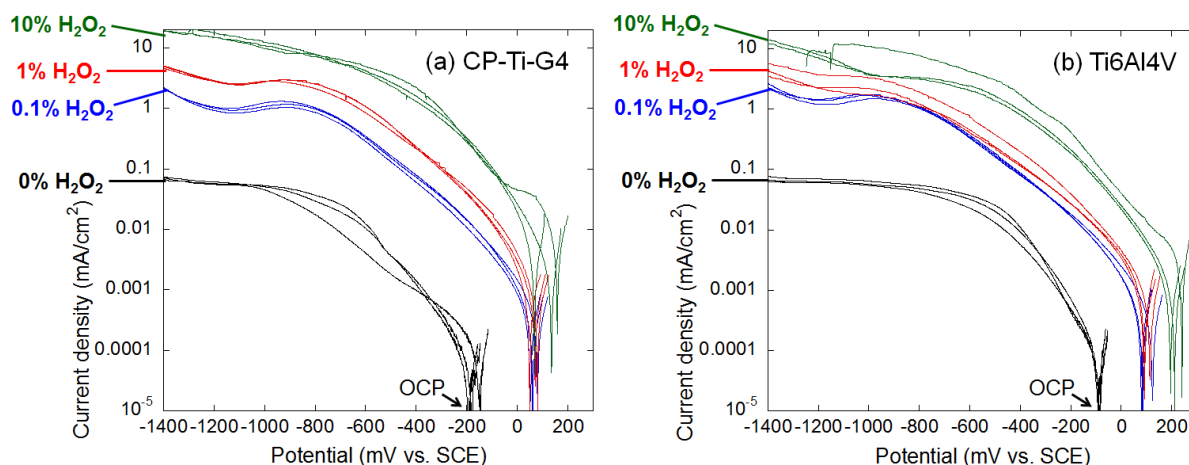 10% H₂O₂
1% H₂O₂
0.1% H₂O₂
0% H₂O₂
(a) CP-Ti-G4
Current density (mA/cm²)
10
1
0.1
0.01
0.001
0.0001
10⁻⁵
OCP
-1400 -1200 -1000 -800 -600 -400 -200 0 200
Potential (mV vs. SCE)
10% H₂O₂
1% H₂O₂
0.1% H₂O₂
0% H₂O₂
(b) Ti6Al4V
Current density (mA/cm²)
10
1
0.1
0.01
0.001
0.0001
10⁻⁵
OCP
-1400 -1200 -1000 -800 -600 -400 -200 0 200
Potential (mV vs. SCE)